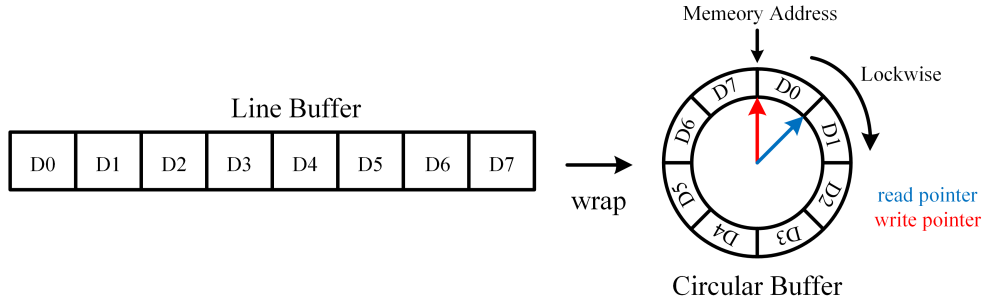 Line Buffer
D0 D1 D2 D3 D4 D5 D6 D7
wrap
Memeory Address
Lockwise
D0
D1
D2
D3
D4
D5
D6
D7
read pointer
write pointer
Circular Buffer